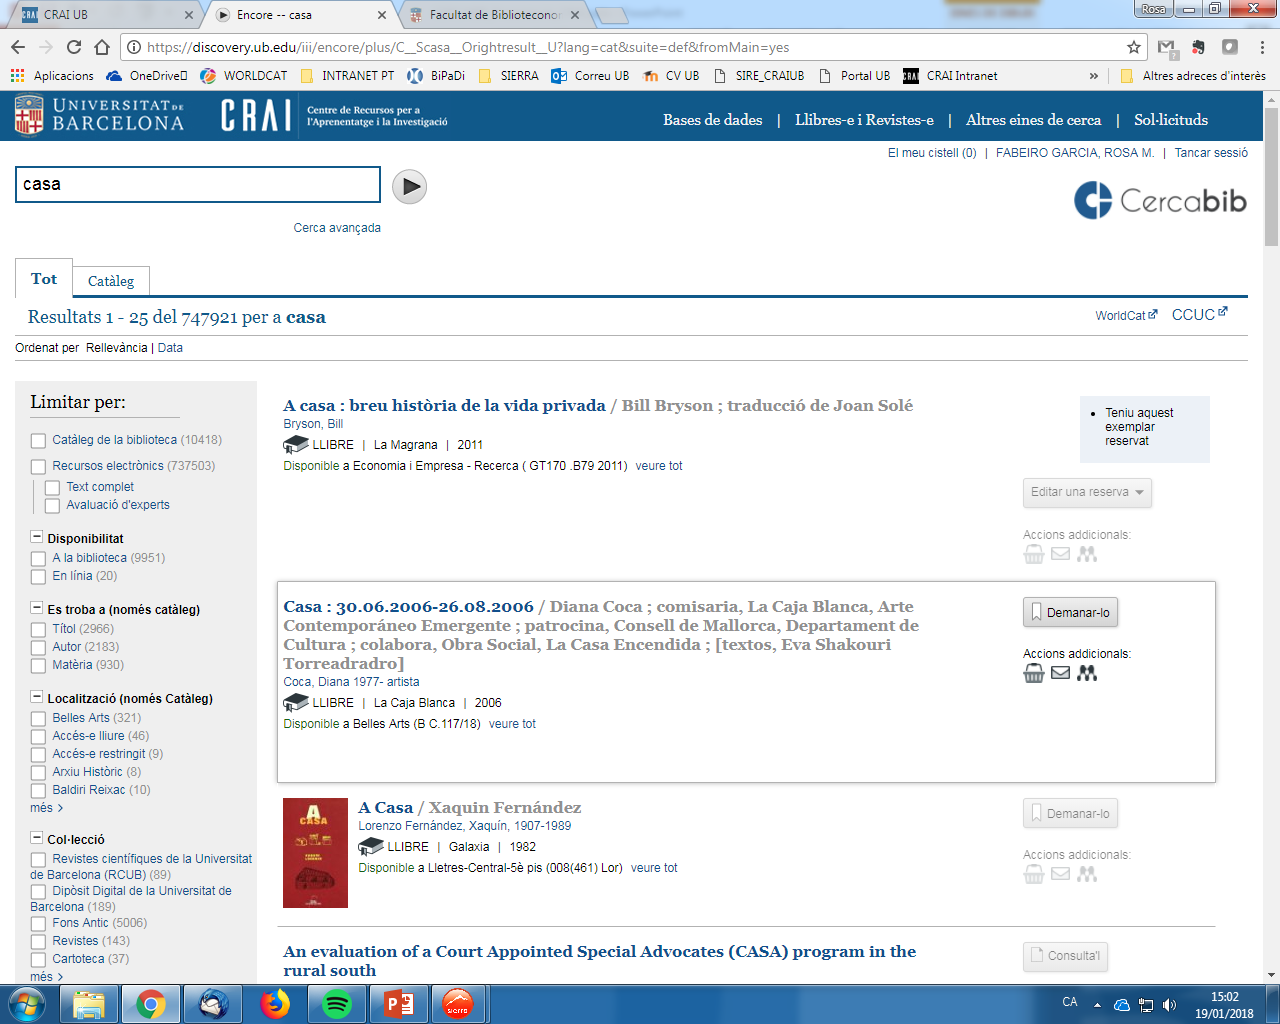 CRAI UB
Encore -- casa
Facultat de Bibliotecono
Rosa
https://discovery.ub.edu/iii/encore/plus/C__Scasa__Orightresult__U?lang=cat&suite=def&fromMain=yes
Aplicacions
OneDrive
WORLDCAT
INTRANET PT
BiPaDi
SIERRA
Correu UB
CV UB
SIRE_CRAIUB
Portal UB
CRAI Intranet
»
Altres adreces d'interès
UNIVERSITAT DE
BARCELONA
CRAI
Centre de Recursos per a
l'Aprenentatge i la Investigació
Bases de dades | Llibres-e i Revistes-e | Altres eines de cerca | Sol·licituds
El meu cistell (0) | FABEIRO GARCIA, ROSA M. | Tancar sessió
casa
Cercabib
Cerca avançada
Tot
Catàleg
Resultats 1 - 25 del 747921 per a casa
WorldCat
CCUC
Ordenat per Rellevància | Data
Limitar per:
Catàleg de la biblioteca (10418)
Recursos electrònics (737503)
Text complet
Avaluació d'experts
Disponibilitat
A la biblioteca (9951)
En línia (20)
Es troba a (només catàleg)
Títol (2966)
Autor (2183)
Matèria (930)
Localització (només Catàleg)
Belles Arts (321)
Accés-e lliure (46)
Accés-e restringit (9)
Arxiu Històric (8)
Baldiri Reixac (10)
més >
Col·lecció
Revistes científiques de la Universitat
de Barcelona (RCUB) (89)
Dipòsit Digital de la Universitat de
Barcelona (189)
Fons Antic (5006)
Revistes (143)
Cartoteca (37)
més >
A casa : breu història de la vida privada / Bill Bryson ; traducció de Joan Solé
Bryson, Bill
LLIBRE | La Magrana | 2011
Disponible a Economia i Empresa - Recerca ( GT170 .B79 2011) veure tot
Teniu aquest
exemplar
reservat
Editar una reserva
Accions addicionals:
Casa : 30.06.2006-26.08.2006 / Diana Coca ; comisaria, La Caja Blanca, Arte
Contemporáneo Emergente ; patrocina, Consell de Mallorca, Departament de
Cultura ; colabora, Obra Social, La Casa Encendida ; [textos, Eva Shakouri
Torreadradro]
Coca, Diana 1977- artista
LLIBRE | La Caja Blanca | 2006
Disponible a Belles Arts (B C.117/18) veure tot
Demanar-lo
Accions addicionals:
A
CASA
A Casa / Xaquin Fernández
Lorenzo Fernández, Xaquín, 1907-1989
LLIBRE | Galaxia | 1982
Disponible a Lletres-Central-5è pis (008(461) Lor) veure tot
Demanar-lo
Accions addicionals:
An evaluation of a Court Appointed Special Advocates (CASA) program in the
rural south
Consulta'l
sierra
CA
15:02
19/01/2018